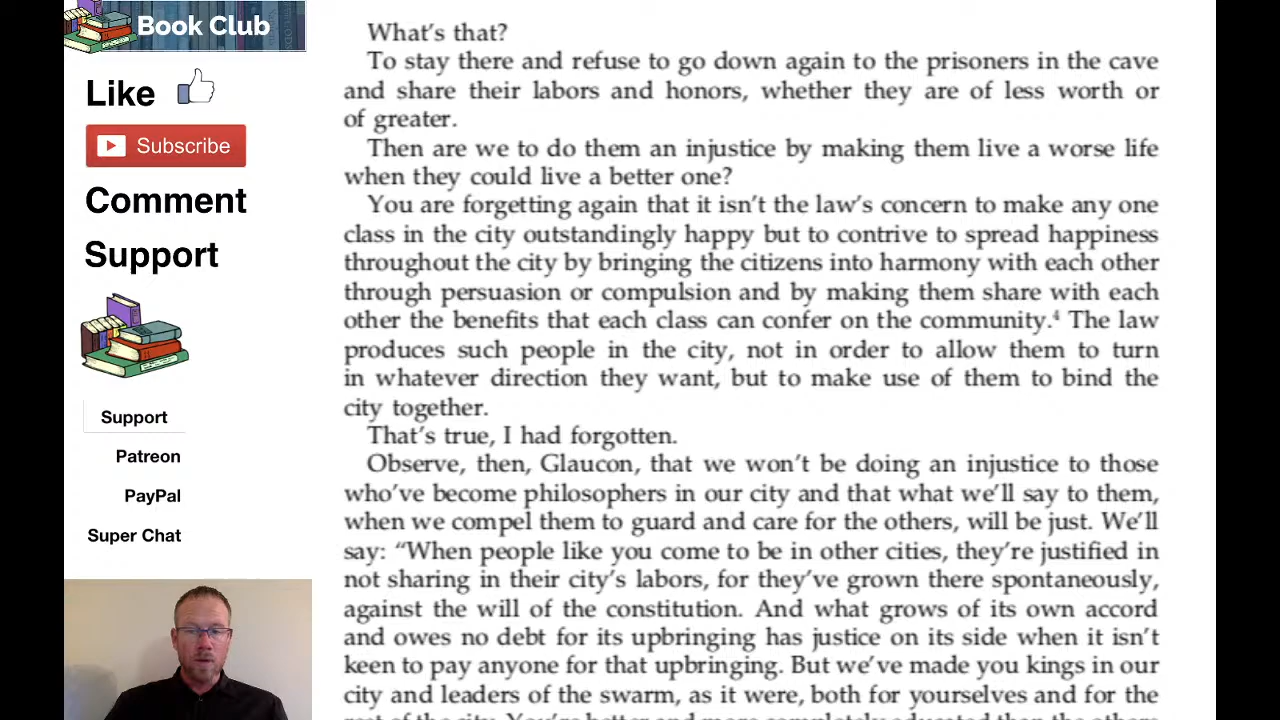 Book Club
Like
Subscribe
Comment
Support
Support
Patreon
PayPal
Super Chat
What's that?
To stay there and refuse to go down again to the prisoners in the cave
and share their labors and honors, whether they are of less worth or
of greater.
Then are we to do them an injustice by making them live a worse life
when they could live a better one?
You are forgetting again that it isn't the law's concern to make any one
class in the city outstandingly happy but to contrive to spread happiness
throughout the city by bringing the citizens into harmony with each other
through persuasion or compulsion and by making them share with each
other the benefits that each class can confer on the community.⁴ The law
produces such people in the city, not in order to allow them to turn
in whatever direction they want, but to make use of them to bind the
city together.
That's true, I had forgotten.
Observe, then, Glaucon, that we won't be doing an injustice to those
who've become philosophers in our city and that what we'll say to them,
when we compel them to guard and care for the others, will be just. We'll
say: “When people like you come to be in other cities, they're justified in
not sharing in their city's labors, for they've grown there spontaneously,
against the will of the constitution. And what grows of its own accord
and owes no debt for its upbringing has justice on its side when it isn't
keen to pay anyone for that upbringing. But we've made you kings in our
city and leaders of the swarm, as it were, both for yourselves and for the